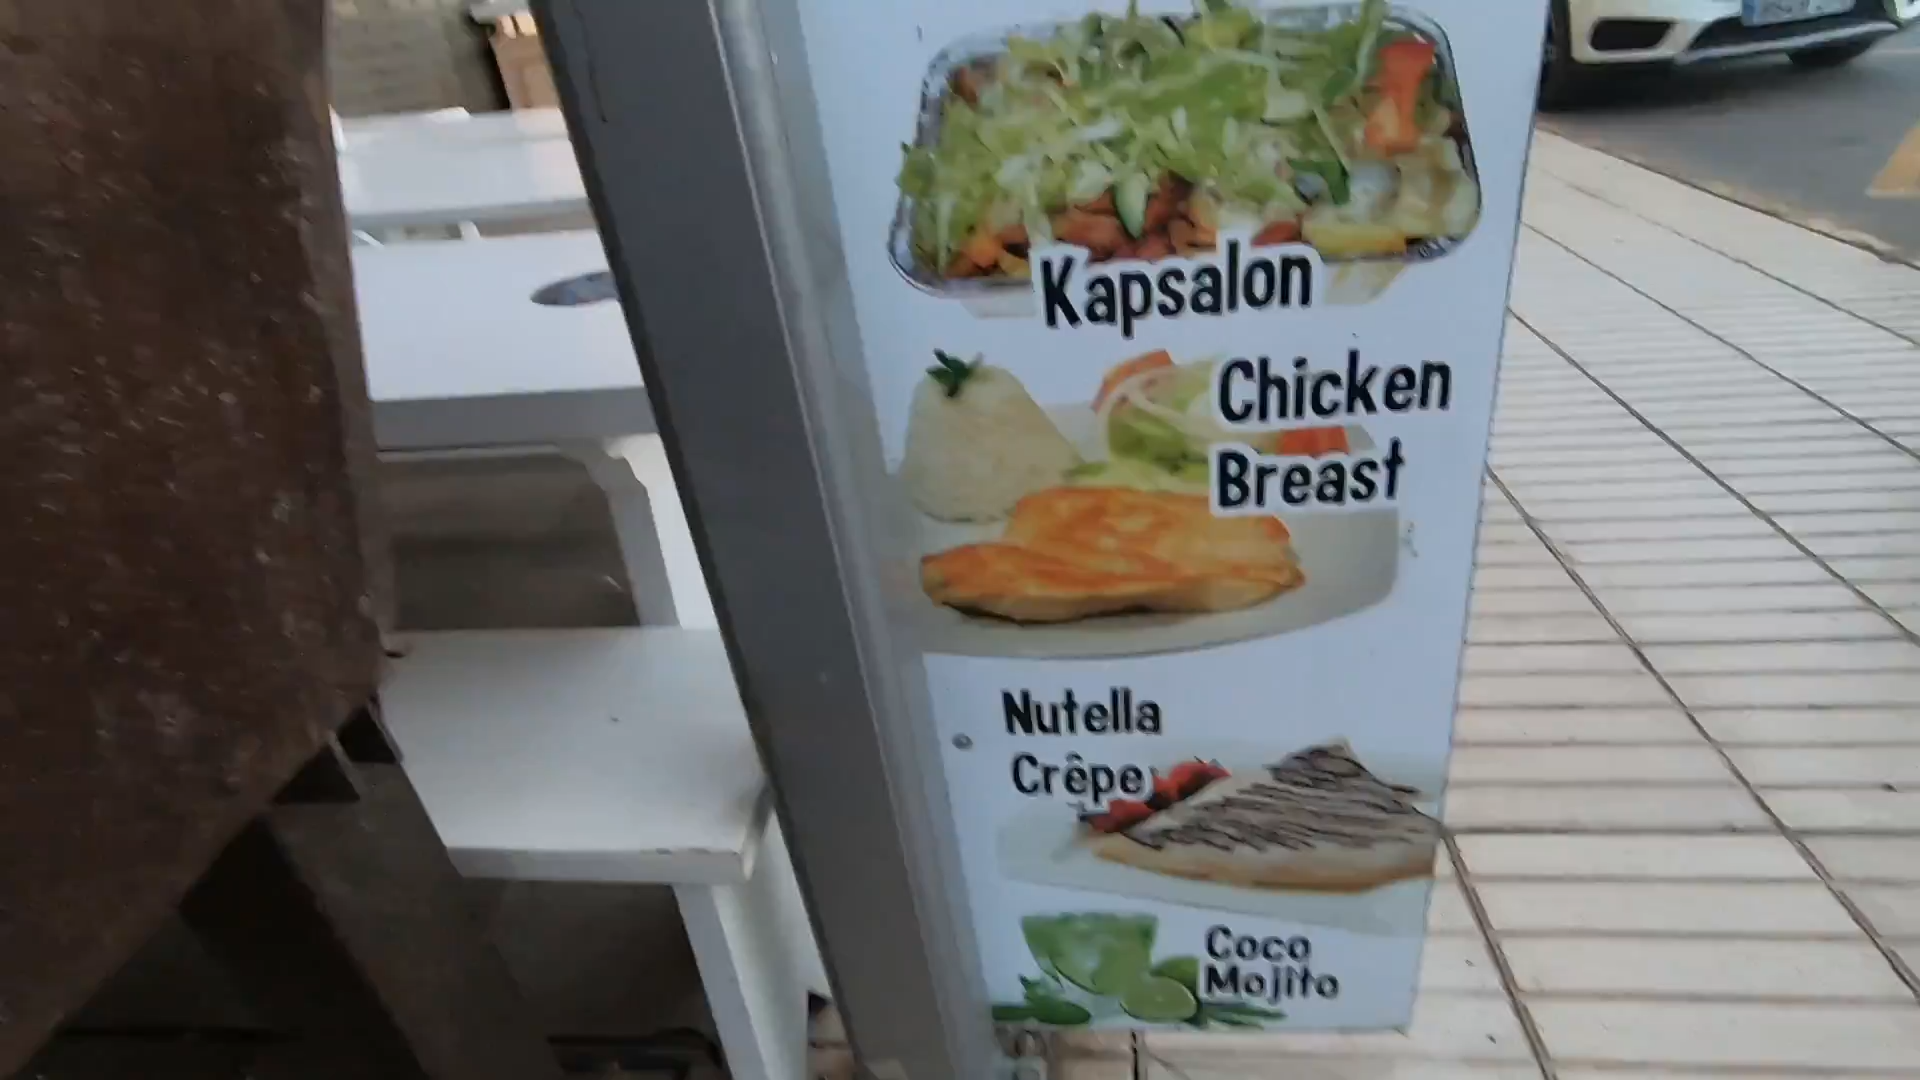 Kapsalon
Chicken
Breast
Nutella
Crêpe
Coco
Mojito